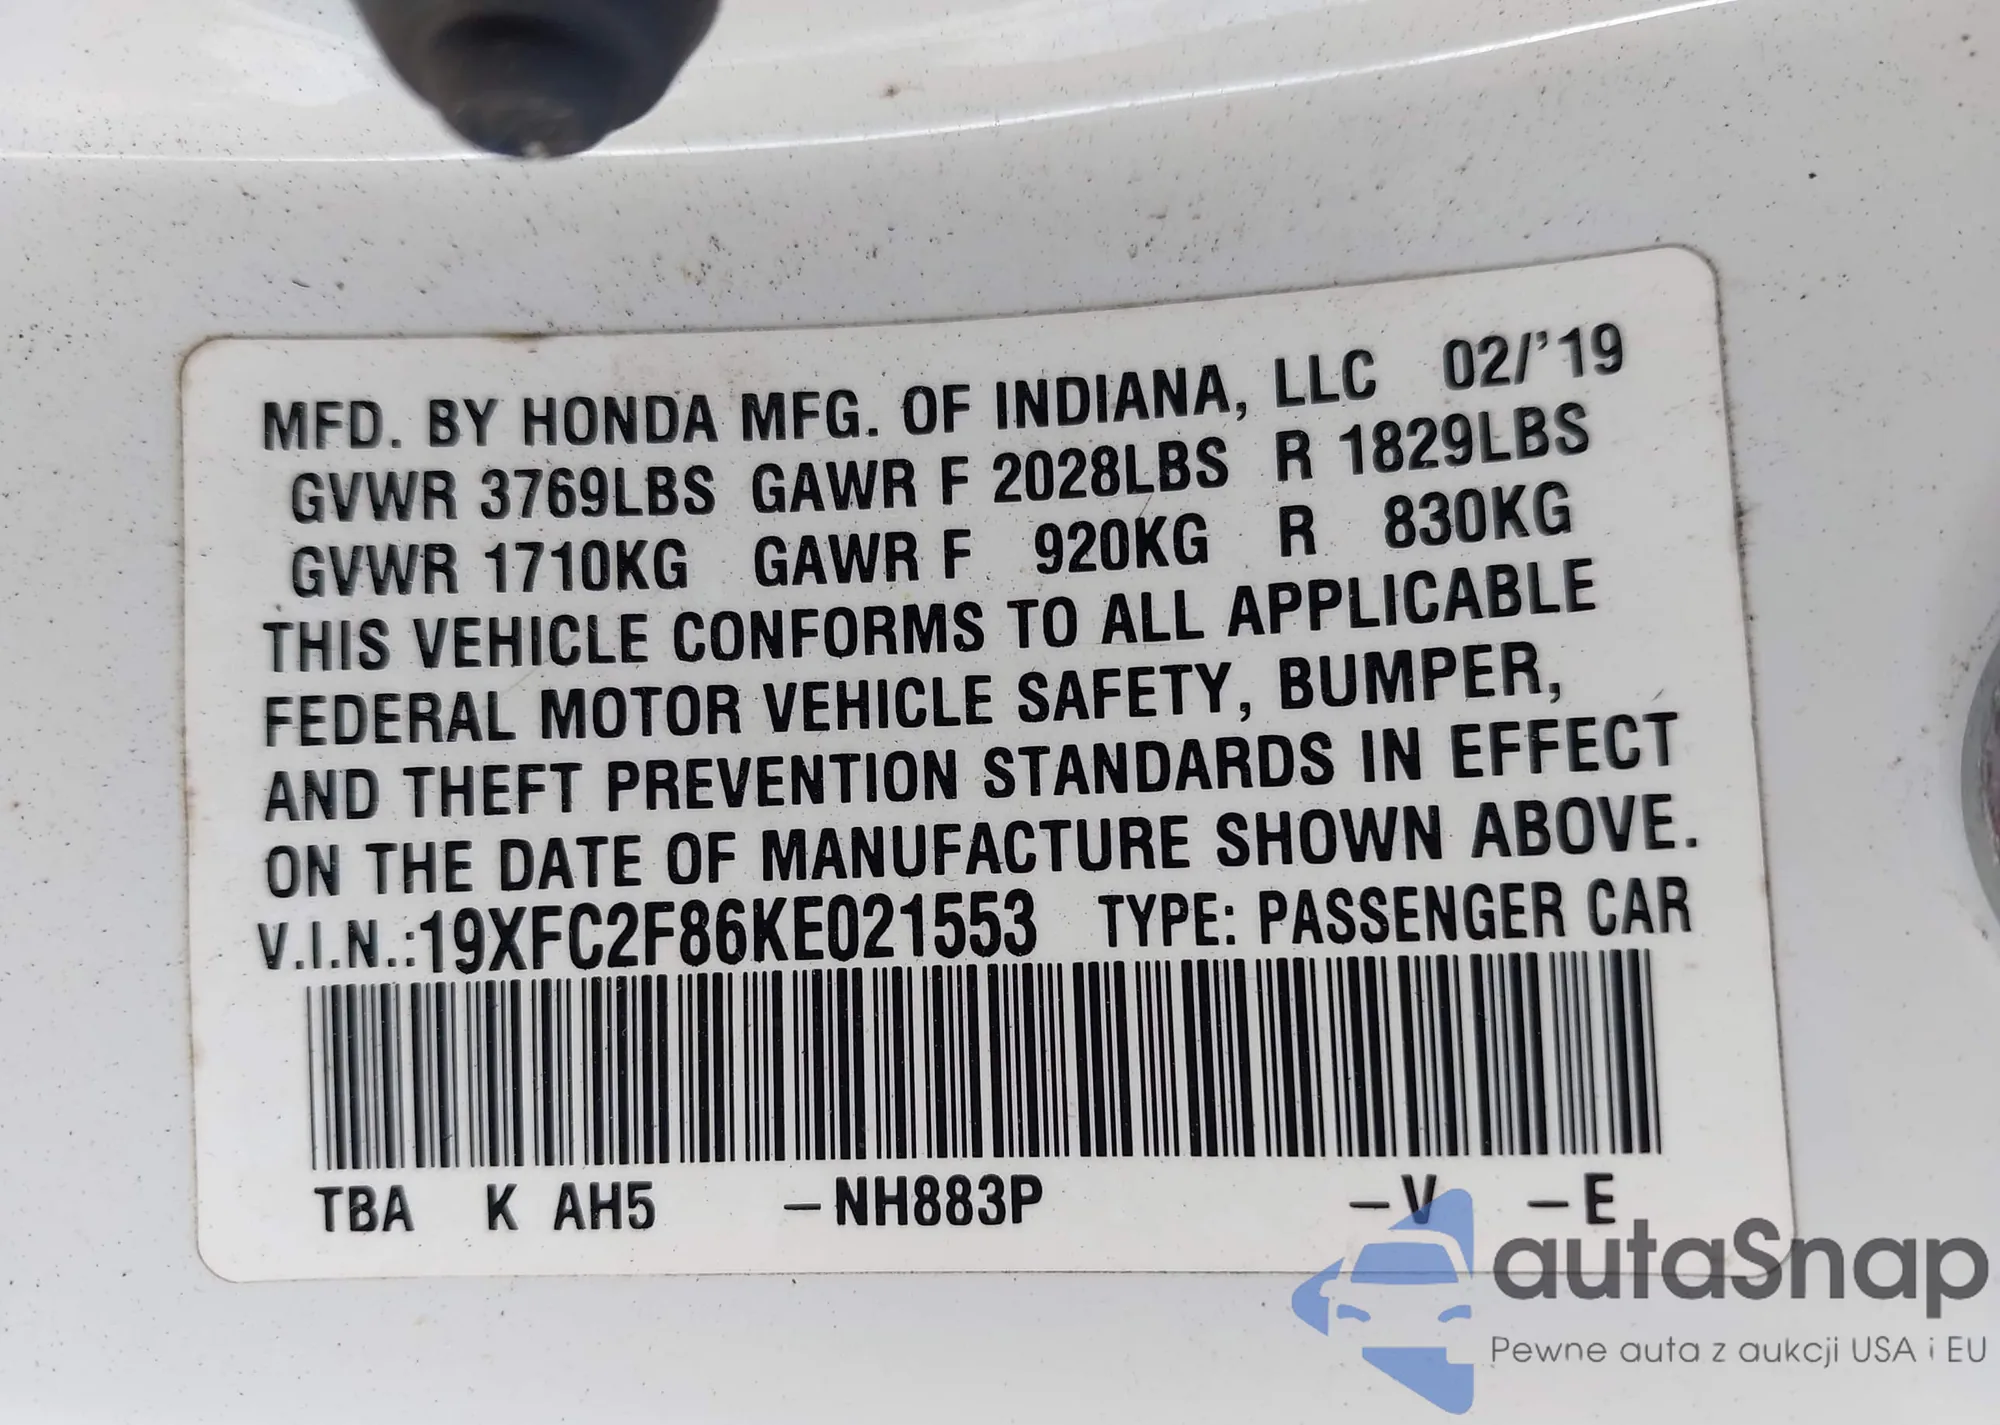 MFD. BY HONDA MFG. OF INDIANA, LLC 02/'19
GVWR 3769LBS GAWR F 2028LBS R 1829LBS
GVWR 1710KG GAWR F 920KG R 830KG
THIS VEHICLE CONFORMS TO ALL APPLICABLE
FEDERAL MOTOR VEHICLE SAFETY, BUMPER,
AND THEFT PREVENTION STANDARDS IN EFFECT
ON THE DATE OF MANUFACTURE SHOWN ABOVE.
V.I.N.:19XFC2F86KE021553 TYPE: PASSENGER CAR
TBA K AH5 –NH883P –V –E
autaSnap
Pewne auta z aukcji USA i EU